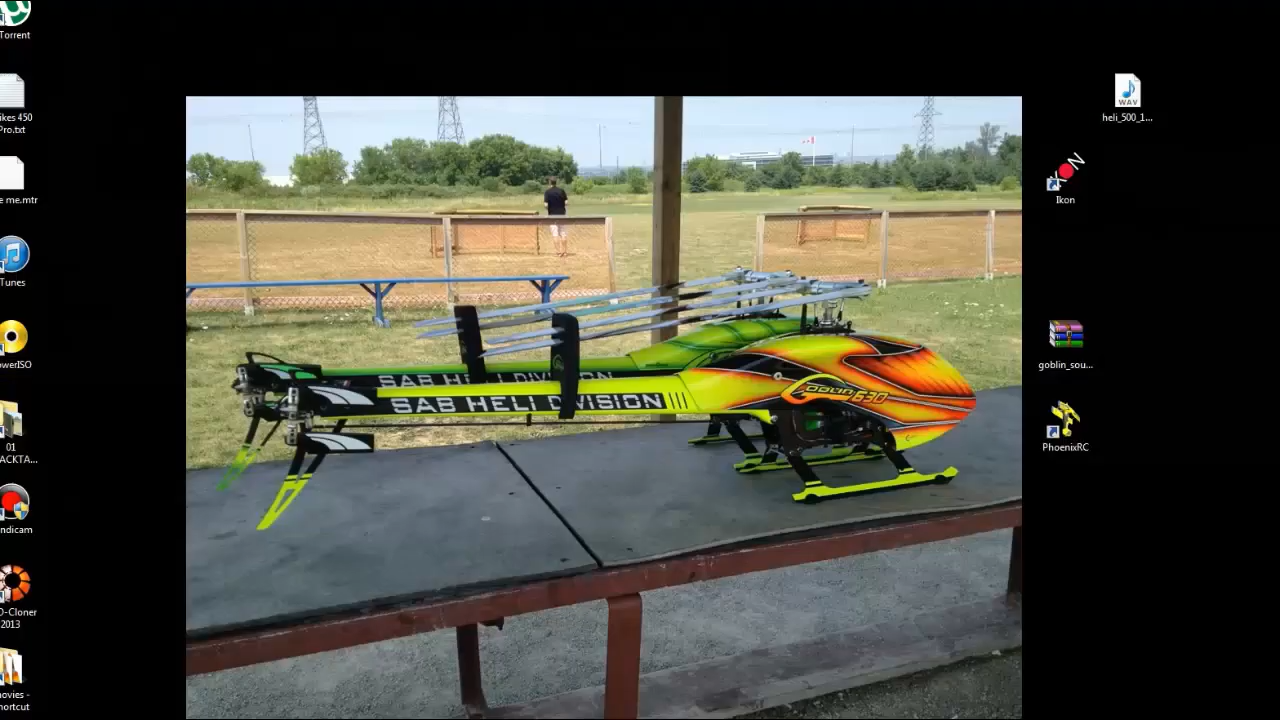 Torrent
ikes 450
Pro.txt
e me.mtr
Tunes
owerISO
01
ACKTA...
ndicam
D-Cloner
2013
ovies -
hortcut
SAB HELI DIVISION
SAB HELI DIVISION
GOBLIN 630
WAV
heli_500_1...
Ikon
goblin_sou...
PhoenixRC